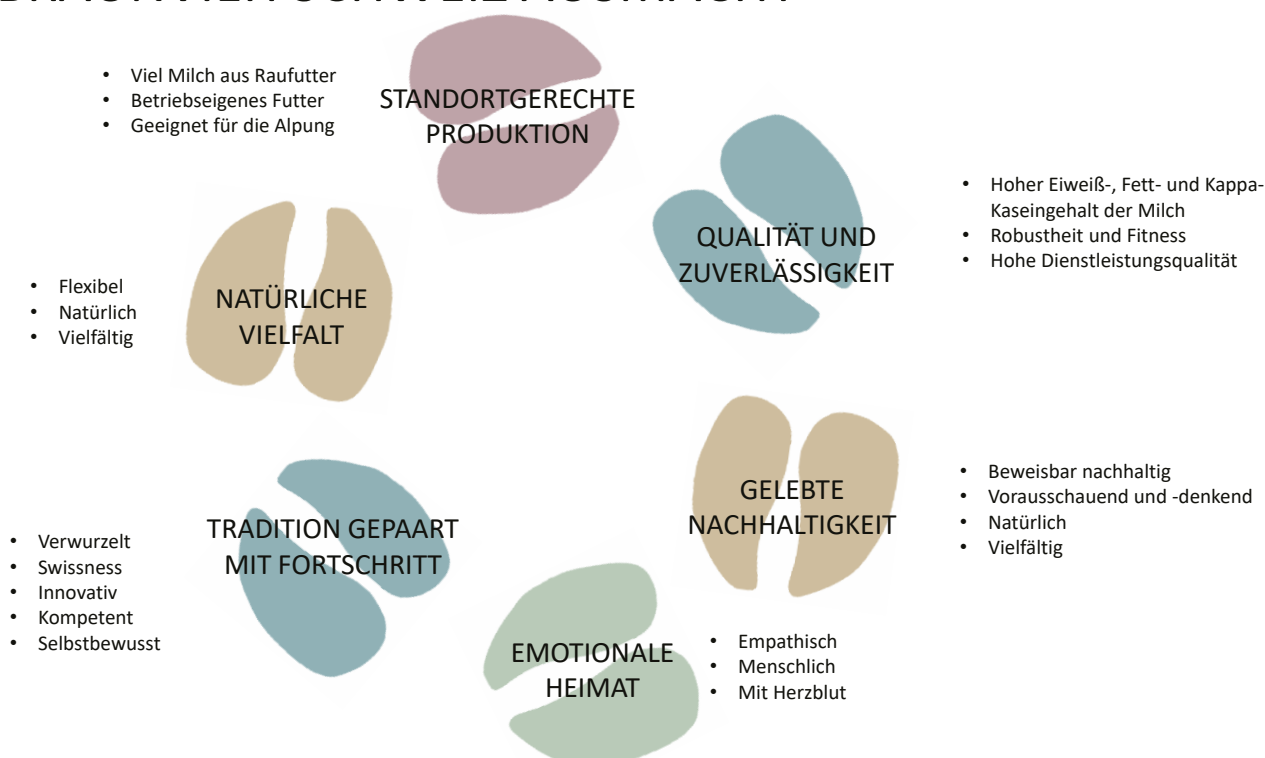 • Viel Milch aus Raufutter
• Betriebseigenes Futter
• Geeignet für die Alpung
STANDORTGERECHTE
PRODUKTION
QUALITÄT UND
ZUVERLÄSSIGKEIT
• Hoher Eiweiß-, Fett- und Kappa-
Kaseingehalt der Milch
• Robustheit und Fitness
• Hohe Dienstleistungsqualität
• Flexibel
• Natürlich
• Vielfältig
NATÜRLICHE
VIELFALT
GELEBTE
NACHHALTIGKEIT
• Beweisbar nachhaltig
• Vorausschauend und -denkend
• Natürlich
• Vielfältig
TRADITION GEPAART
MIT FORTSCHRITT
• Verwurzelt
• Swissness
• Innovativ
• Kompetent
• Selbstbewusst
EMOTIONALE
HEIMAT
• Empathisch
• Menschlich
• Mit Herzblut